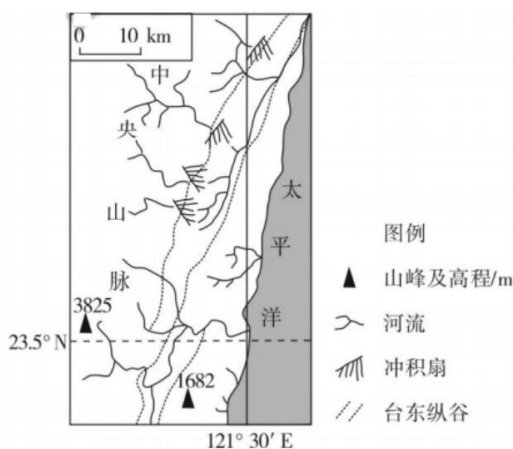 0 10 km
中
央
山
脉
太
平
洋
3825
1682
23.5° N
121° 30′ E
图例
山峰及高程/m
河流
冲积扇
台东纵谷